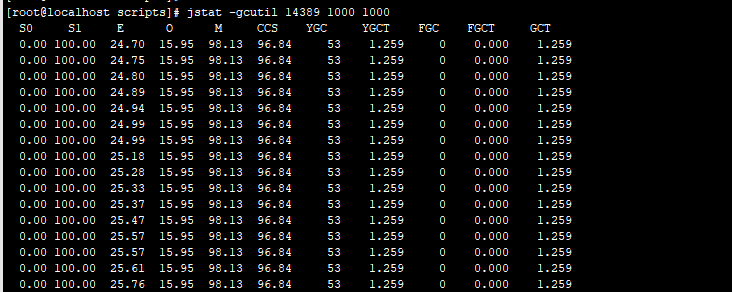 [root@localhost scripts]# jstat -gcutil 14389 1000 1000
S0 S1 E O M CCS YGC YGCT FGC FGCT GCT
0.00 100.00 24.70 15.95 98.13 96.84 53 1.259 0 0.000 1.259
0.00 100.00 24.75 15.95 98.13 96.84 53 1.259 0 0.000 1.259
0.00 100.00 24.80 15.95 98.13 96.84 53 1.259 0 0.000 1.259
0.00 100.00 24.89 15.95 98.13 96.84 53 1.259 0 0.000 1.259
0.00 100.00 24.94 15.95 98.13 96.84 53 1.259 0 0.000 1.259
0.00 100.00 24.99 15.95 98.13 96.84 53 1.259 0 0.000 1.259
0.00 100.00 24.99 15.95 98.13 96.84 53 1.259 0 0.000 1.259
0.00 100.00 25.18 15.95 98.13 96.84 53 1.259 0 0.000 1.259
0.00 100.00 25.28 15.95 98.13 96.84 53 1.259 0 0.000 1.259
0.00 100.00 25.33 15.95 98.13 96.84 53 1.259 0 0.000 1.259
0.00 100.00 25.37 15.95 98.13 96.84 53 1.259 0 0.000 1.259
0.00 100.00 25.47 15.95 98.13 96.84 53 1.259 0 0.000 1.259
0.00 100.00 25.57 15.95 98.13 96.84 53 1.259 0 0.000 1.259
0.00 100.00 25.57 15.95 98.13 96.84 53 1.259 0 0.000 1.259
0.00 100.00 25.61 15.95 98.13 96.84 53 1.259 0 0.000 1.259
0.00 100.00 25.76 15.95 98.13 96.84 53 1.259 0 0.000 1.259